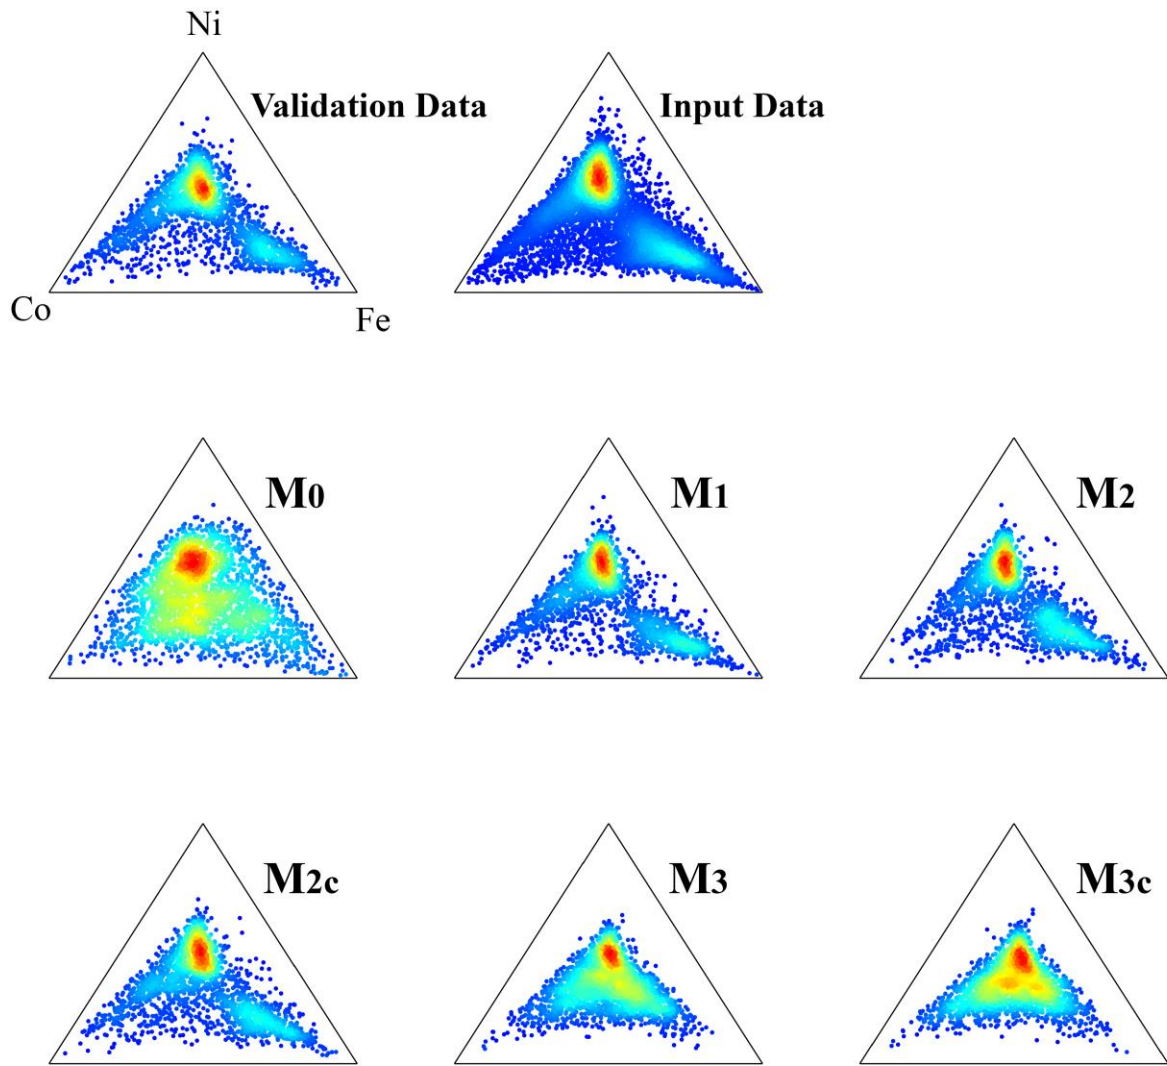 Ni
Validation Data
Input Data
Co
Fe
M0
M1
M2
M2c
M3
M3c